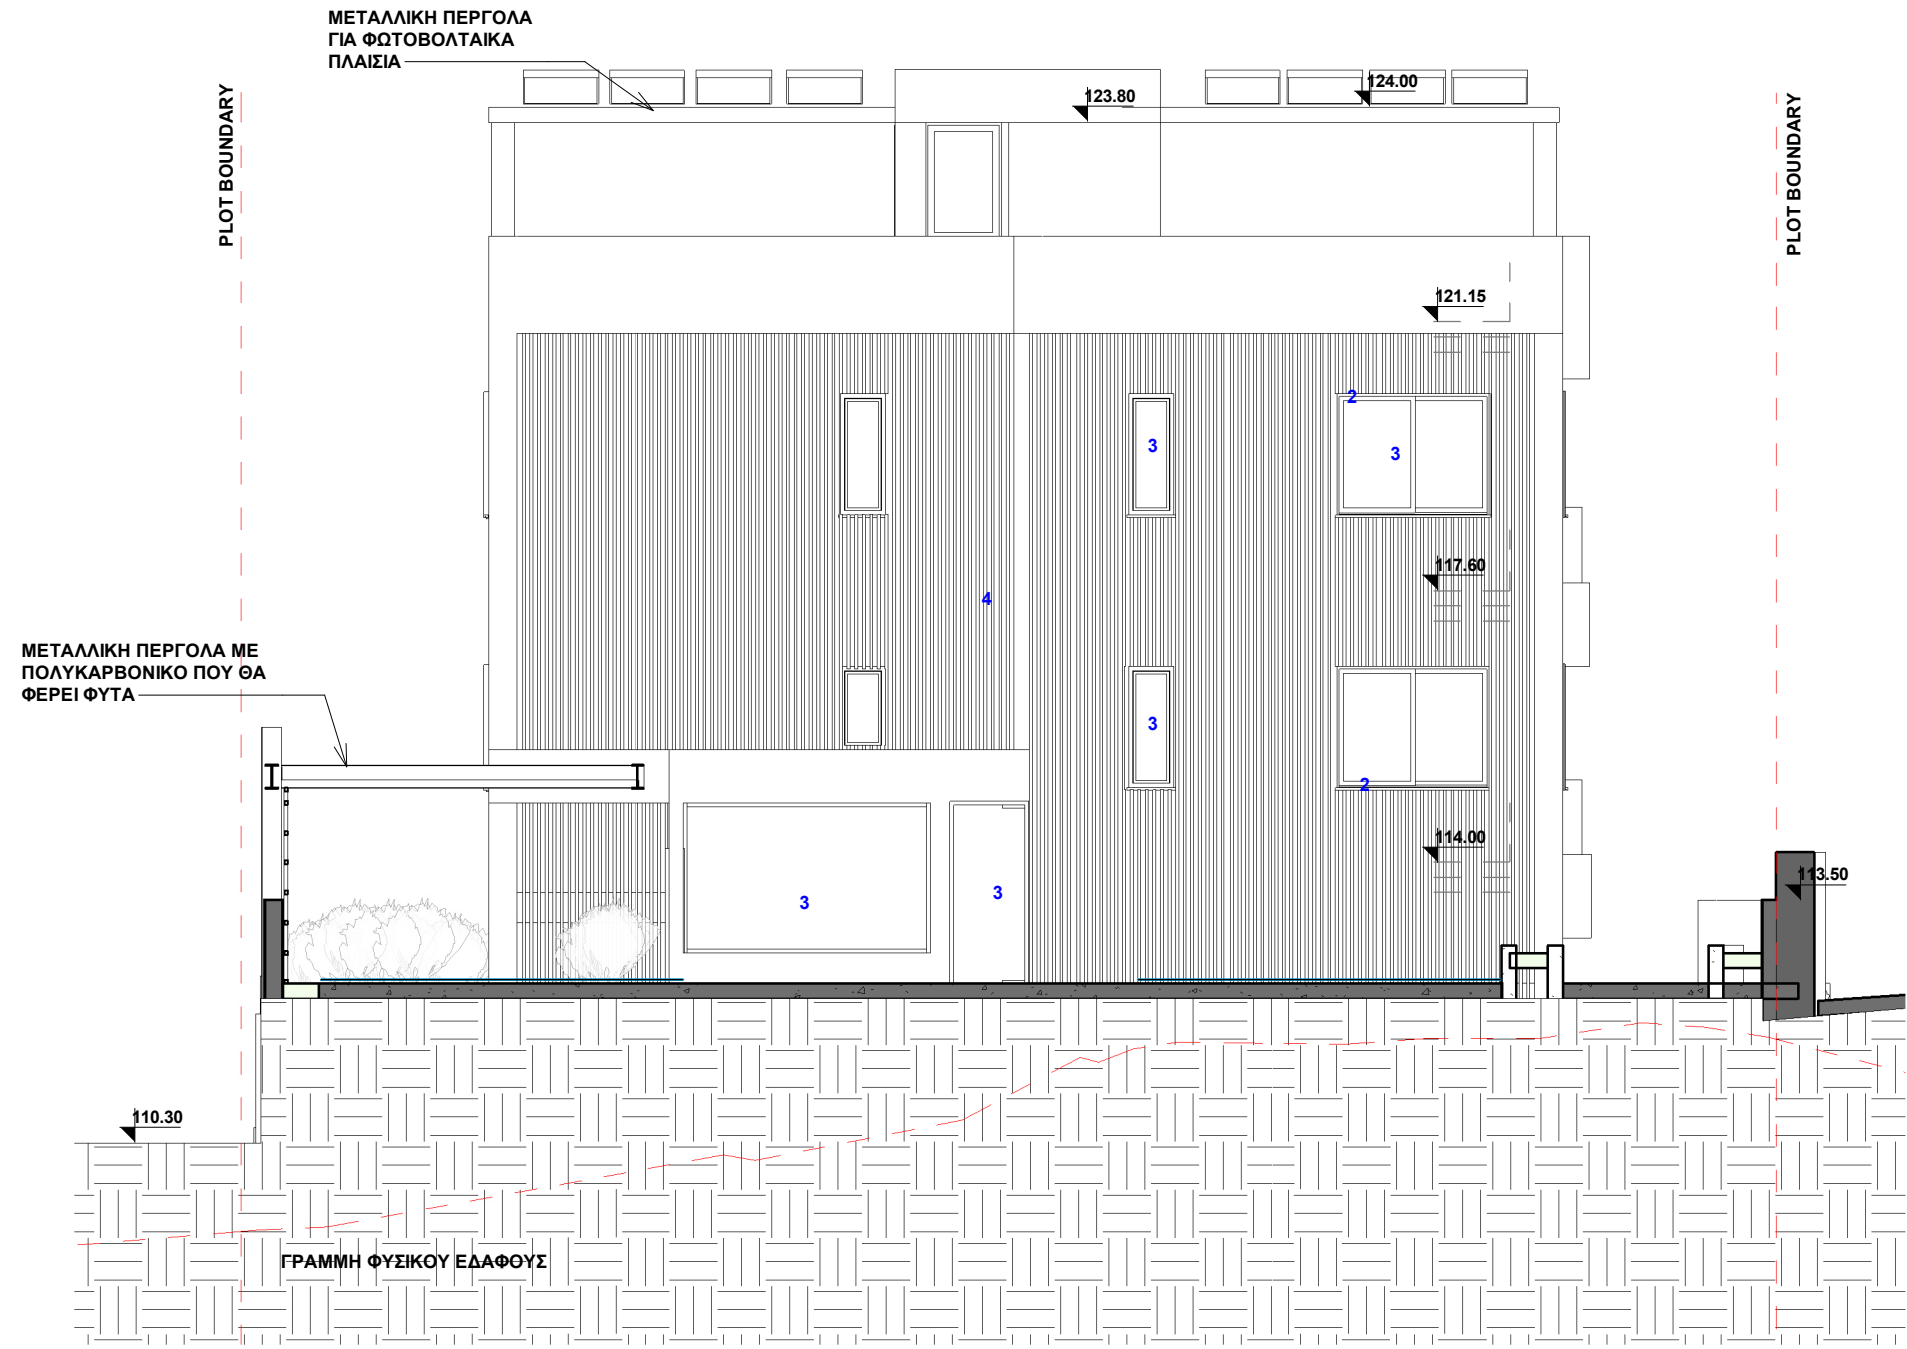 ΜΕΤΑΛΛΙΚΗ ΠΕΡΓΟΛΑ
ΓΙΑ ΦΩΤΟΒΟΛΤΑΙΚΑ
ΠΛΑΙΣΙΑ
124.00
123.80
PLOT BOUNDARY
PLOT BOUNDARY
121.15
2
3
3
117.60
4
ΜΕΤΑΛΛΙΚΗ ΠΕΡΓΟΛΑ ΜΕ
ΠΟΛΥΚΑΡΒΟΝΙΚΟ ΠΟΥ ΘΑ
ΦΕΡΕΙ ΦΥΤΑ
3
2
114.00
113.50
3
3
110.30
ΓΡΑΜΜΗ ΦΥΣΙΚΟΥ ΕΔΑΦΟΥΣ